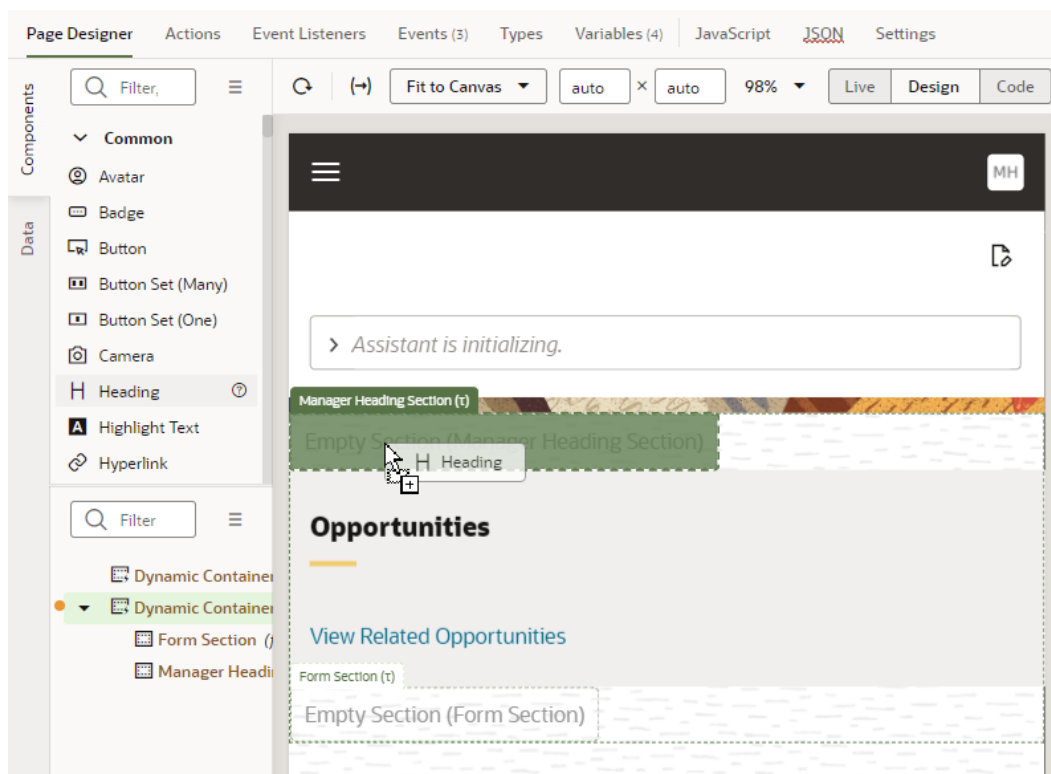 Page Designer Actions Event Listeners Events (3) Types Variables (4) JavaScript JSON Settings
Components
Data
Filter,
Fit to Canvas auto × auto 98% Live Design Code
Common
Avatar
Badge
Button
Button Set (Many)
Button Set (One)
Camera
Heading
Highlight Text
Hyperlink
Filter
Dynamic Container
Dynamic Container
Form Section (f
Manager Headi
MH
Assistant is initializing.
Manager Heading Section (τ)
Empty Section (Manager Heading Section)
H Heading
Opportunities
View Related Opportunities
Form Section (τ)
Empty Section (Form Section)